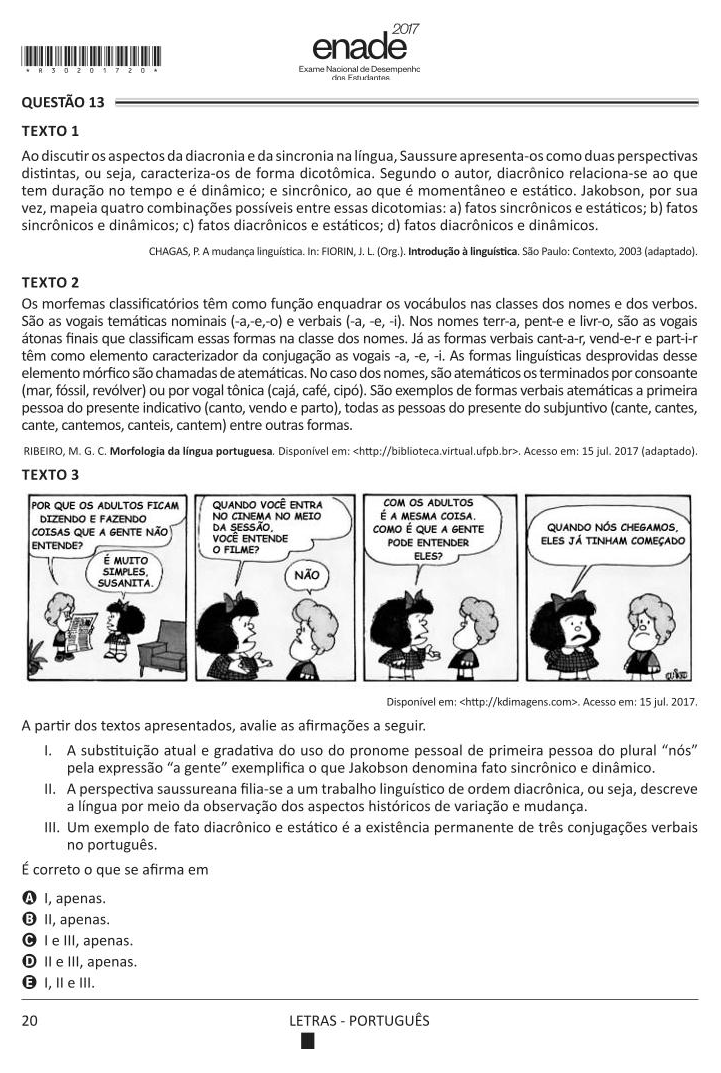 2017
enade
Exame Nacional de Desempenho
dos Estudantes
* R 3 0 2 0 1 7 2 0 *
QUESTÃO 13
TEXTO 1
Ao discutir os aspectos da diacronia e da sincronia na língua, Saussure apresenta-os como duas perspectivas
distintas, ou seja, caracteriza-os de forma dicotômica. Segundo o autor, diacrônico relaciona-se ao que
tem duração no tempo e é dinâmico; e sincrônico, ao que é momentâneo e estático. Jakobson, por sua
vez, mapeia quatro combinações possíveis entre essas dicotomias: a) fatos sincrônicos e estáticos; b) fatos
sincrônicos e dinâmicos; c) fatos diacrônicos e estáticos; d) fatos diacrônicos e dinâmicos.
CHAGAS, P. A mudança linguística. In: FIORIN, J. L. (Org.). Introdução à linguística. São Paulo: Contexto, 2003 (adaptado).
TEXTO 2
Os morfemas classificatórios têm como função enquadrar os vocábulos nas classes dos nomes e dos verbos.
São as vogais temáticas nominais (-a,-e,-o) e verbais (-a, -e, -i). Nos nomes terr-a, pent-e e livr-o, são as vogais
átonas finais que classificam essas formas na classe dos nomes. Já as formas verbais cant-a-r, vend-e-r e part-i-r
têm como elemento caracterizador da conjugação as vogais -a, -e, -i. As formas linguísticas desprovidas desse
elemento mórfico são chamadas de atemáticas. No caso dos nomes, são atemáticos os terminados por consoante
(mar, fóssil, revólver) ou por vogal tônica (cajá, café, cipó). São exemplos de formas verbais atemáticas a primeira
pessoa do presente indicativo (canto, vendo e parto), todas as pessoas do presente do subjuntivo (cante, cantes,
cante, cantemos, canteis, cantem) entre outras formas.
RIBEIRO, M. G. C. Morfologia da língua portuguesa. Disponível em: <http://biblioteca.virtual.ufpb.br>. Acesso em: 15 jul. 2017 (adaptado).
TEXTO 3
POR QUE OS ADULTOS FICAM
DIZENDO E FAZENDO
COISAS QUE A GENTE NÃO
ENTENDE?
É MUITO
SIMPLES,
SUSANITA.
QUANDO VOCÊ ENTRA
NO CINEMA NO MEIO
DA SESSÃO,
VOCÊ ENTENDE
O FILME?
NÃO
COM OS ADULTOS
É A MESMA COISA.
COMO É QUE A GENTE
PODE ENTENDER
ELES?
QUANDO NÓS CHEGAMOS,
ELES JÁ TINHAM COMEÇADO
Disponível em: <http://kdimagens.com>. Acesso em: 15 jul. 2017.
A partir dos textos apresentados, avalie as afirmações a seguir.
I. A substituição atual e gradativa do uso do pronome pessoal de primeira pessoa do plural “nós”
pela expressão “a gente” exemplifica o que Jakobson denomina fato sincrônico e dinâmico.
II. A perspectiva saussureana filia-se a um trabalho linguístico de ordem diacrônica, ou seja, descreve
a língua por meio da observação dos aspectos históricos de variação e mudança.
III. Um exemplo de fato diacrônico e estático é a existência permanente de três conjugações verbais
no português.
É correto o que se afirma em
A I, apenas.
B II, apenas.
C I e III, apenas.
D II e III, apenas.
E I, II e III.
20
LETRAS - PORTUGUÊS